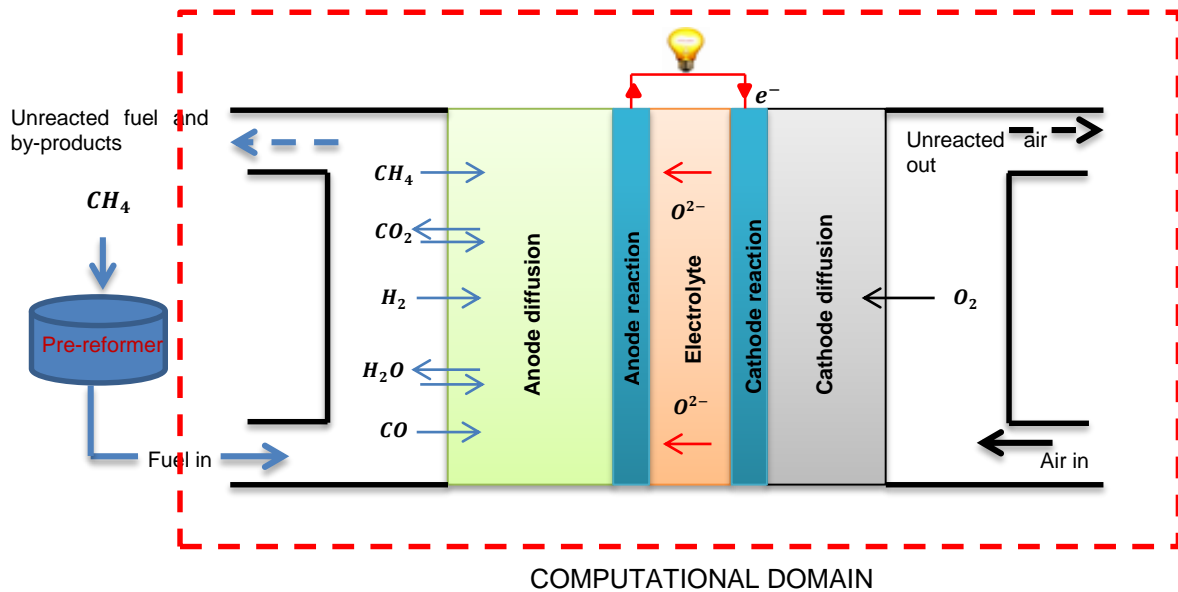 e⁻
Unreacted fuel and
by-products
Unreacted air
out
CH₄
CH₄
O²⁻
CO₂
Anode diffusion
Anode reaction
Electrolyte
Cathode reaction
Cathode diffusion
H₂
O₂
Pre-reformer
H₂O
O²⁻
CO
Fuel in
Air in
COMPUTATIONAL DOMAIN